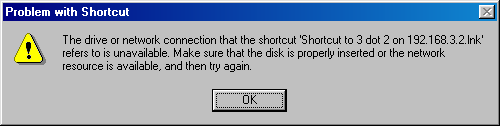 Problem with Shortcut
The drive or network connection that the shortcut 'Shortcut to 3 dot 2 on 192.168.3.2.lnk'
refers to is unavailable. Make sure that the disk is properly inserted or the network
resource is available, and then try again.
OK